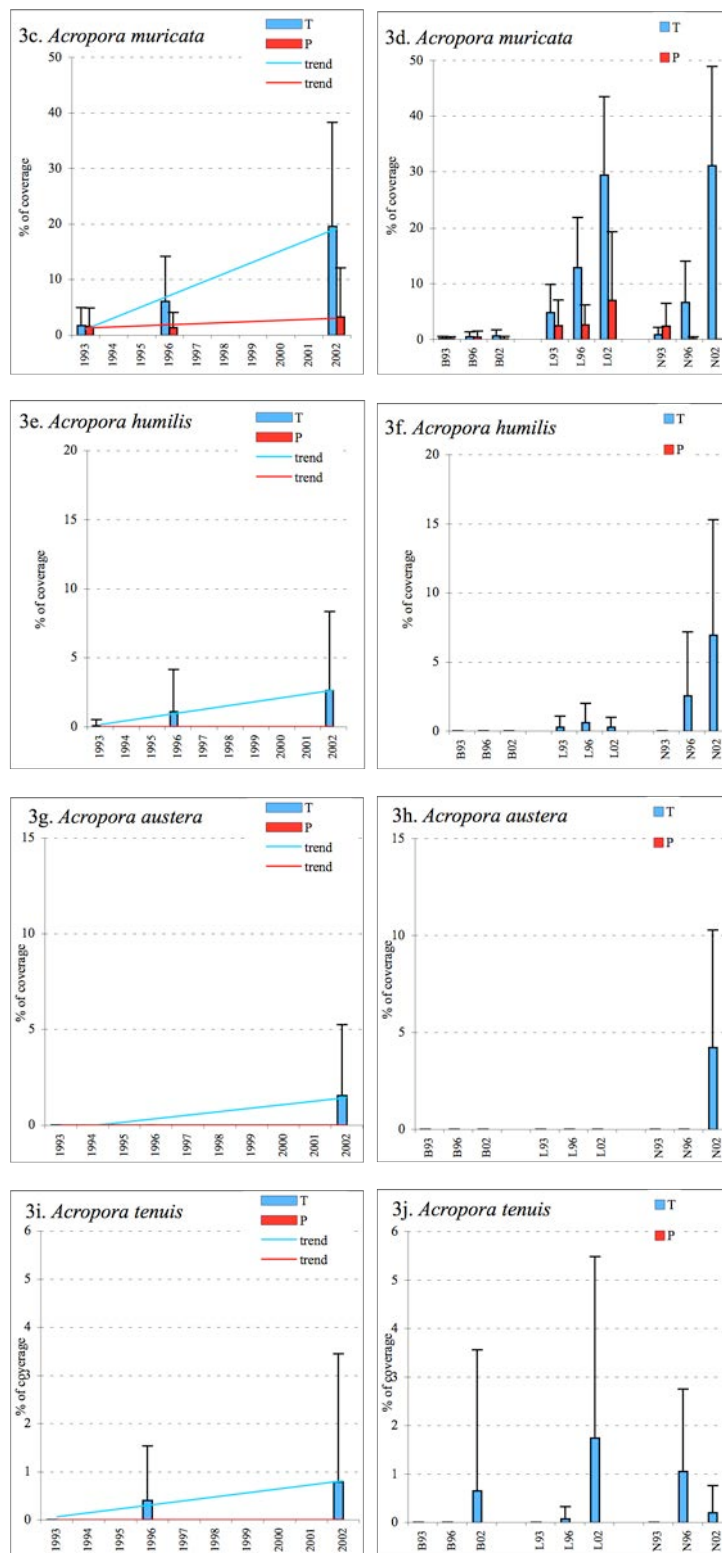 3c. Acropora muricata
T
P
trend
trend
50
40
30
20
10
0
% of coverage
1993
1994
1995
1996
1997
1998
1999
2000
2001
2002
3d. Acropora muricata
T
P
50
40
30
20
10
0
% of coverage
B93
B96
B02
L93
L96
L02
N93
N96
N02
3e. Acropora humilis
T
P
trend
trend
20
15
10
5
0
% of coverage
1993
1994
1995
1996
1997
1998
1999
2000
2001
2002
3f. Acropora humilis
T
P
20
15
10
5
0
% of coverage
B93
B96
B02
L93
L96
L02
N93
N96
N02
3g. Acropora austera
T
P
trend
trend
15
10
5
0
% of coverage
1993
1994
1995
1996
1997
1998
1999
2000
2001
2002
3h. Acropora austera
T
P
15
10
5
0
% of coverage
B93
B96
B02
L93
L96
L02
N93
N96
N02
3i. Acropora tenuis
T
P
trend
trend
6
5
4
3
2
1
0
% of coverage
1993
1994
1995
1996
1997
1998
1999
2000
2001
2002
3j. Acropora tenuis
T
P
6
5
4
3
2
1
0
% of coverage
B93
B96
B02
L93
L96
L02
N93
N96
N02